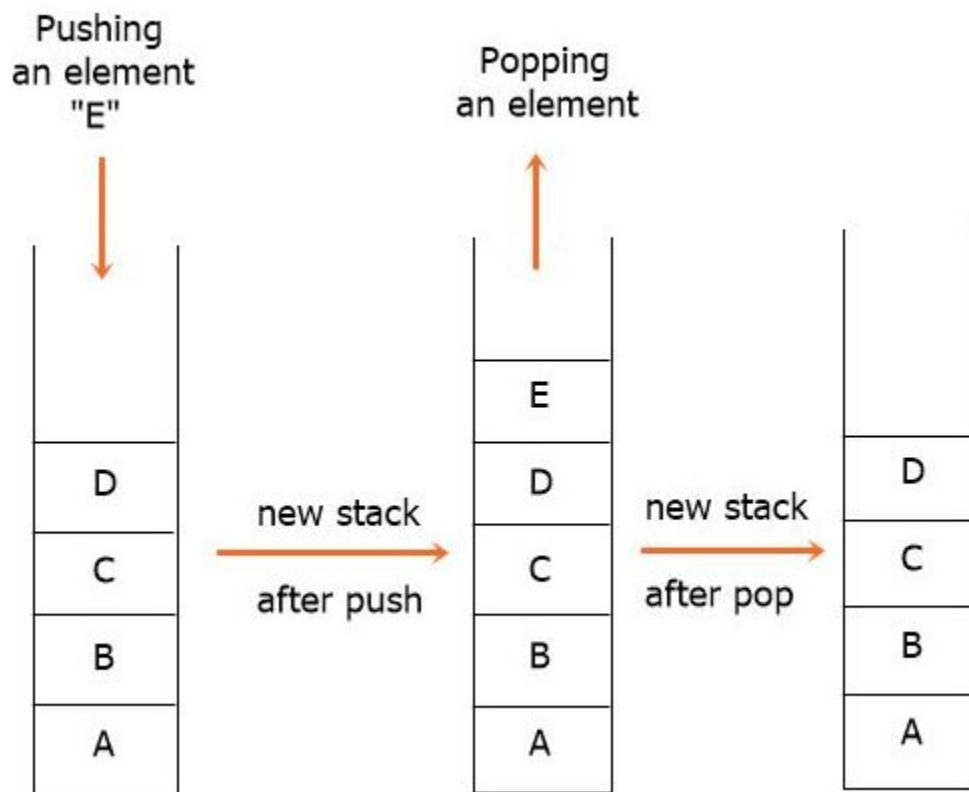 Pushing
an element
"E"
Popping
an element
D
C
B
A
new stack
after push
E
D
C
B
A
new stack
after pop
D
C
B
A